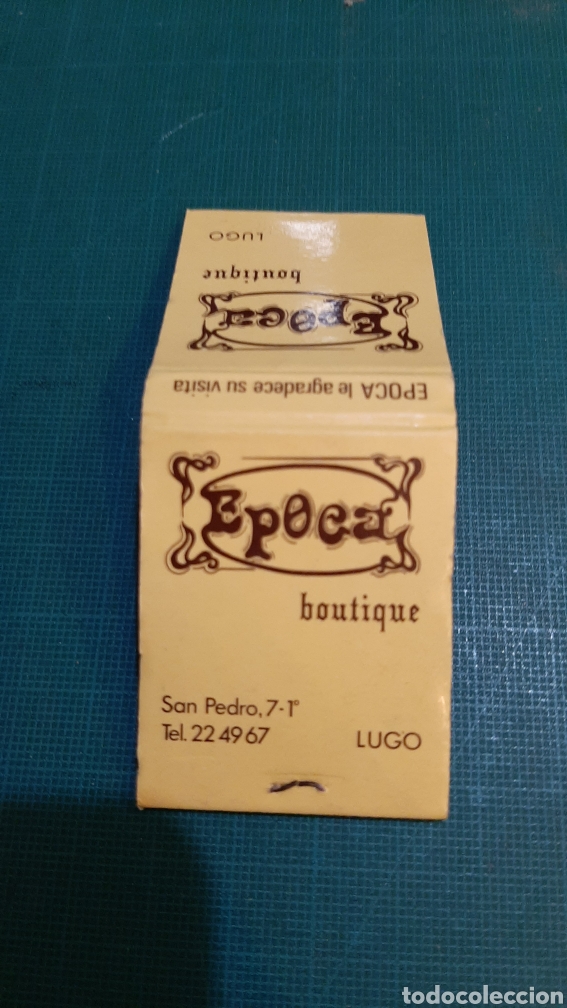 LUGO
boutique
Epoca
EPOCA le agradece su visita
Epoca
boutique
San Pedro, 7-1º
Tel. 22 49 67
LUGO
todocoleccion